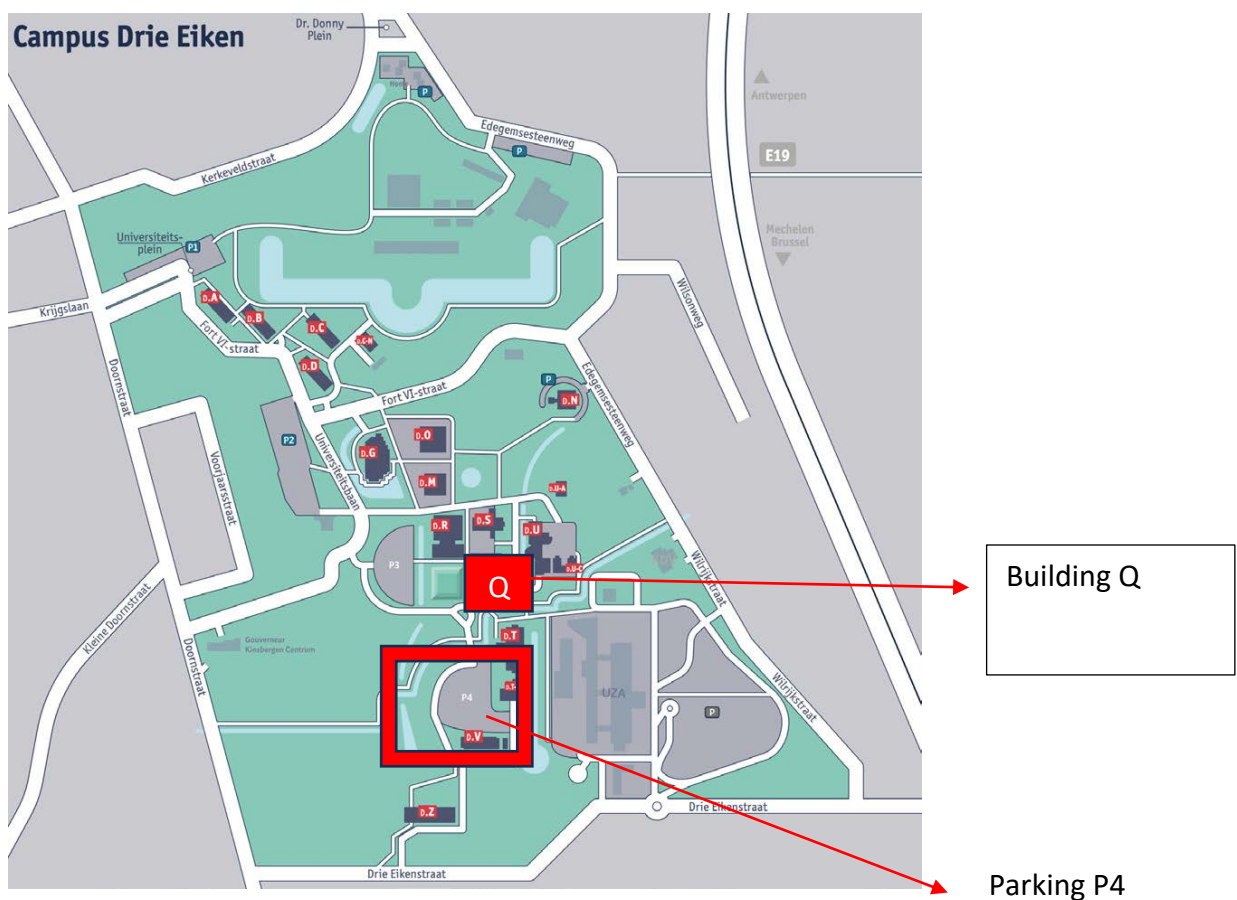 Campus Drie Eiken
Dr. Donny
Plein
P
Antwerpen
Edegemsesteenweg
P
E19
Kerkeveldstraat
Universiteits-
plein
P1
Mechelen
Brussel
Wilsonweg
Krijgslaan
D.A
D.B
D.C
D.C-N
Fort VI-straat
D.D
Doornstraat
Fort VI-straat
P
D.N
Edegemsesteenweg
P2
Universiteitsbaan
D.G
D.O
D.M
Voorjaarsstraat
D.U-A
D.R
D.S
D.U
P3
D.U-C
Q
Building Q
Wilrijkstraat
Kleine Doornstraat
Doornstraat
Gouverneur
Kinsbergen Centrum
D.T
D.T-
P4
UZA
P
Wilrijkstraat
D.V
D.Z
Drie Eikenstraat
Drie Eikenstraat
Parking P4